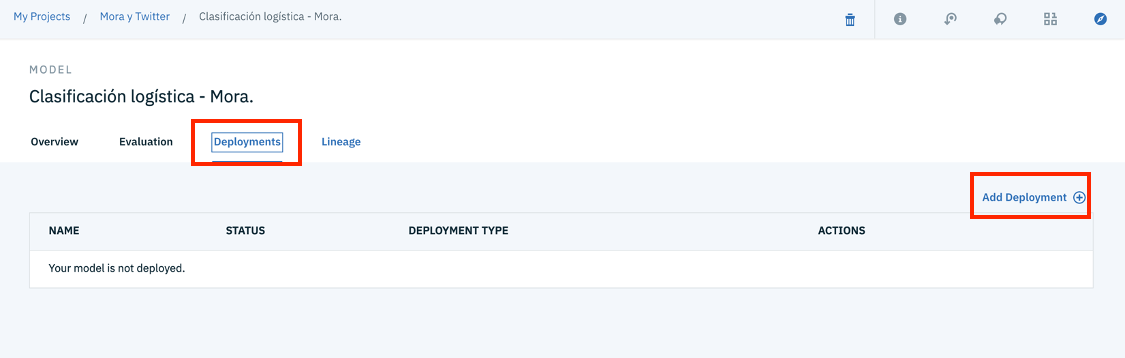 My Projects / Mora y Twitter / Clasificación logística - Mora.
MODEL
Clasificación logística - Mora.
Overview Evaluation Deployments Lineage
Add Deployment
NAME STATUS DEPLOYMENT TYPE ACTIONS
Your model is not deployed.